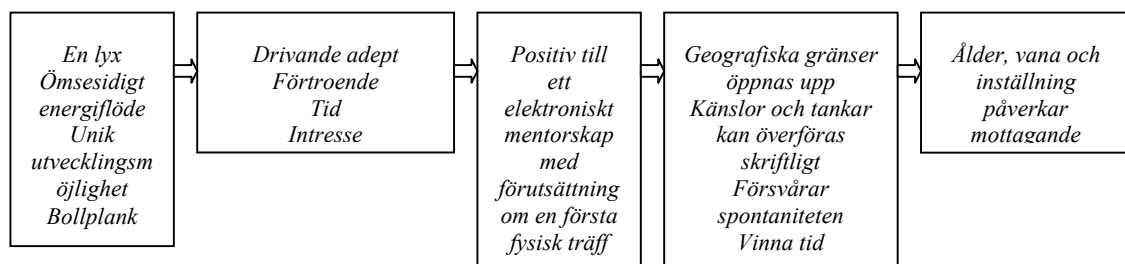 En lyx
Ömsesidigt
energiflöde
Unik
utvecklingsm
öjlighet
Bollplank
Drivande adept
Förtroende
Tid
Intresse
Positiv till
ett
elektroniskt
mentorskap
med
förutsättning
om en första
fysisk träff
Geografiska gränser
öppnas upp
Känslor och tankar
kan överföras
skriftligt
Försvårar
spontaniteten
Vinna tid
Ålder, vana och
inställning
påverkar
mottagande